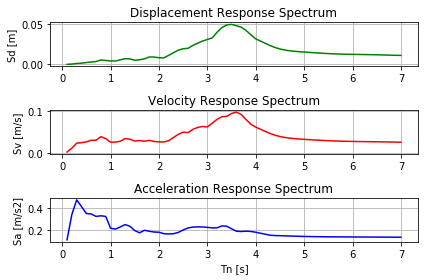 Displacement Response Spectrum
0.05
0.00
Sd [m]
0 1 2 3 4 5 6 7
Velocity Response Spectrum
0.1
0.0
Sv [m/s]
0 1 2 3 4 5 6 7
Acceleration Response Spectrum
0.4
0.2
Sa [m/s2]
0 1 2 3 4 5 6 7
Tn [s]